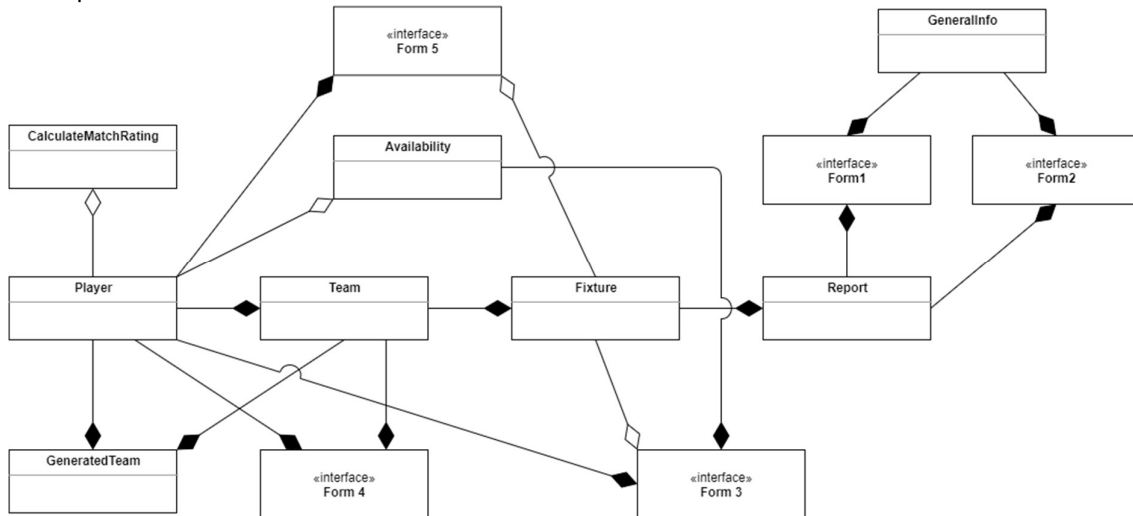 «interface»
Form 5
GeneralInfo
CalculateMatchRating
Availability
«interface»
Form1
«interface»
Form2
Player
Team
Fixture
Report
GeneratedTeam
«interface»
Form 4
«interface»
Form 3